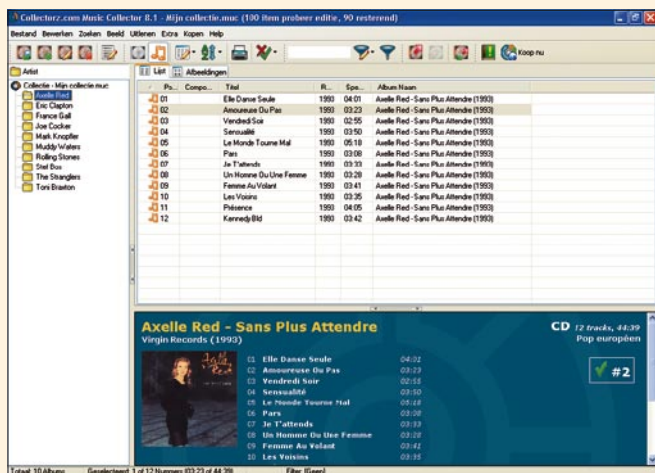 Collectorz.com Music Collector 8.1 - Mijn collectie.muc (100 item probeer editie, 90 resterend)
Bestand Bewerken Zoeken Beeld Uitlenen Extra Kopen Help
Koop nu
Artist
List Afbeeldingen
Collectie - Mijn collectie.muc
Axelle Red
Eric Clapton
France Gall
Joe Cocker
Mark Knopfler
Muddy Waters
Rolling Stones
Stef Bos
The Stranglers
Toni Braxton
Po... Compo... Titel R... Spe... Album Naam
01 Elle Danse Seule 1993 04:01 Axelle Red - Sans Plus Attendre (1993)
02 Amoureuse Ou Pas 1993 03:23 Axelle Red - Sans Plus Attendre (1993)
03 Vendredi Soir 1993 02:55 Axelle Red - Sans Plus Attendre (1993)
04 Sensualité 1993 03:50 Axelle Red - Sans Plus Attendre (1993)
05 Le Monde Tourne Mal 1993 05:18 Axelle Red - Sans Plus Attendre (1993)
06 Pars 1993 03:08 Axelle Red - Sans Plus Attendre (1993)
07 Je T'attends 1993 03:33 Axelle Red - Sans Plus Attendre (1993)
08 Un Homme Ou Une Femme 1993 03:28 Axelle Red - Sans Plus Attendre (1993)
09 Femme Au Volant 1993 03:41 Axelle Red - Sans Plus Attendre (1993)
10 Les Voisins 1993 03:35 Axelle Red - Sans Plus Attendre (1993)
11 Présence 1993 04:05 Axelle Red - Sans Plus Attendre (1993)
12 Kennedy Bld 1993 03:42 Axelle Red - Sans Plus Attendre (1993)
Axelle Red - Sans Plus Attendre
Virgin Records (1993)
CD 12 tracks, 44:39
Pop européen
#2
01 Elle Danse Seule 04:01
02 Amoureuse Ou Pas 03:23
03 Vendredi Soir 02:55
04 Sensualité 03:50
05 Le Monde Tourne Mal 05:18
06 Pars 03:08
07 Je T'attends 03:33
08 Un Homme Ou Une Femme 03:28
09 Femme Au Volant 03:41
10 Les Voisins 03:35
Totaal: 10 Albums Geselecteerd: 1 of 12 Nummers (03:23 of 44:39) Filter: (Geen)